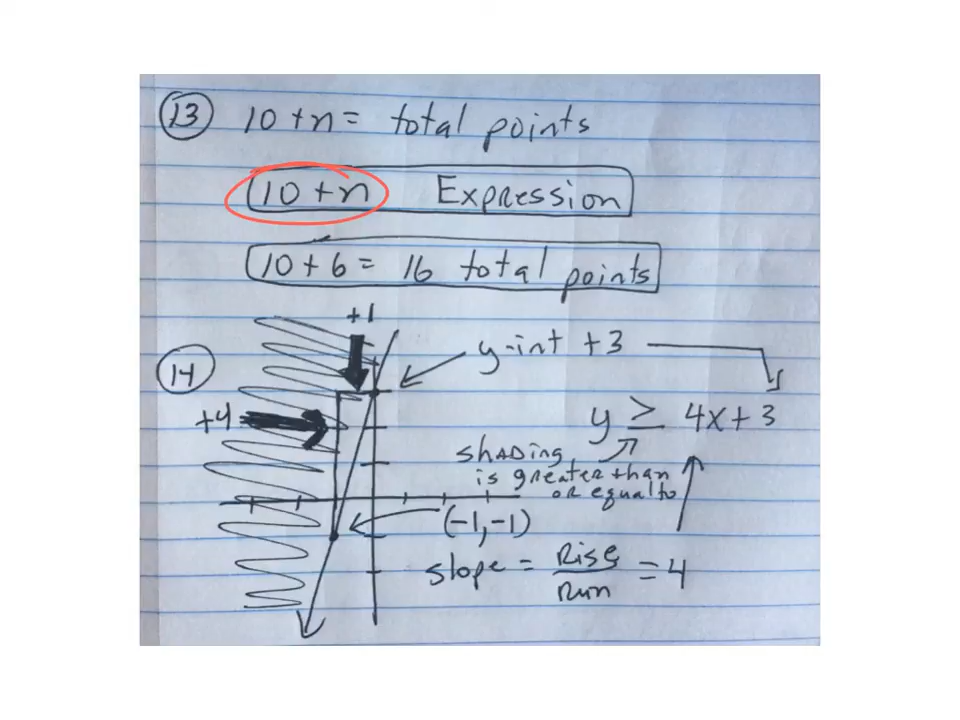 13 10 + n = total points
10 + n Expression
10 + 6 = 16 total points
+1
14 y-int + 3
+4 y ≥ 4x + 3
shading
is greater than
or equal to
(-1,-1)
slope = Rise/Run = 4